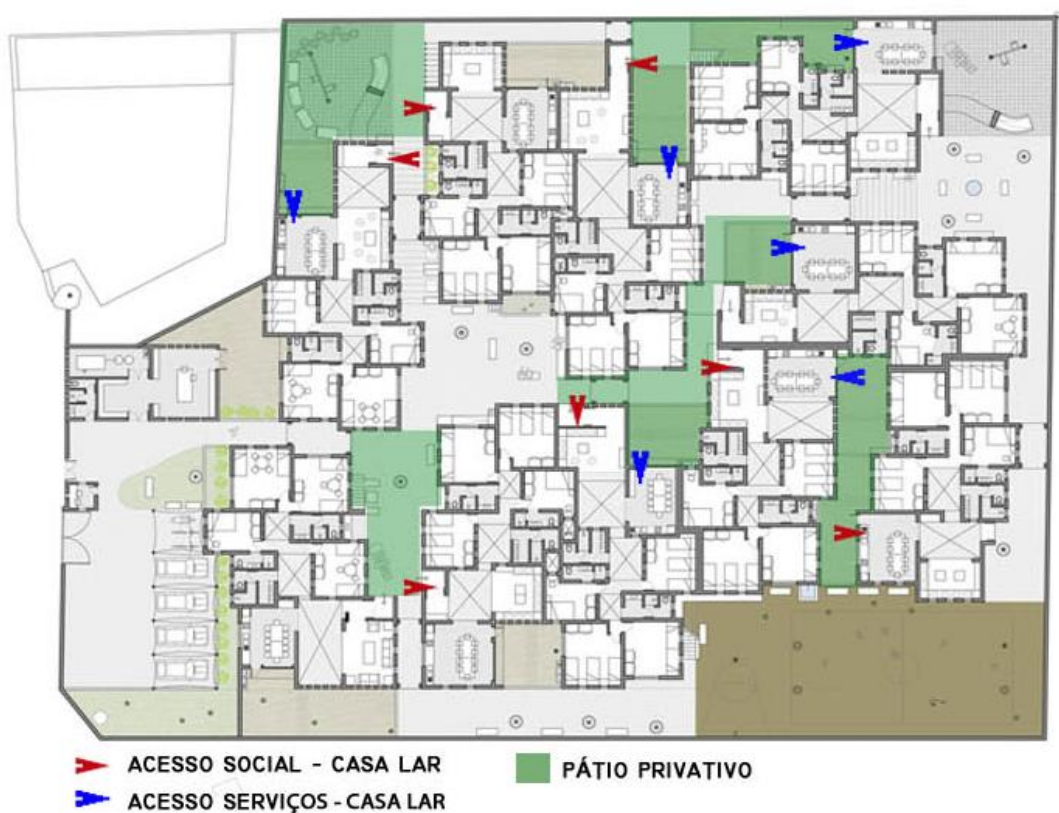 ACESSO SOCIAL - CASA LAR
PÁTIO PRIVATIVO
ACESSO SERVIÇOS - CASA LAR